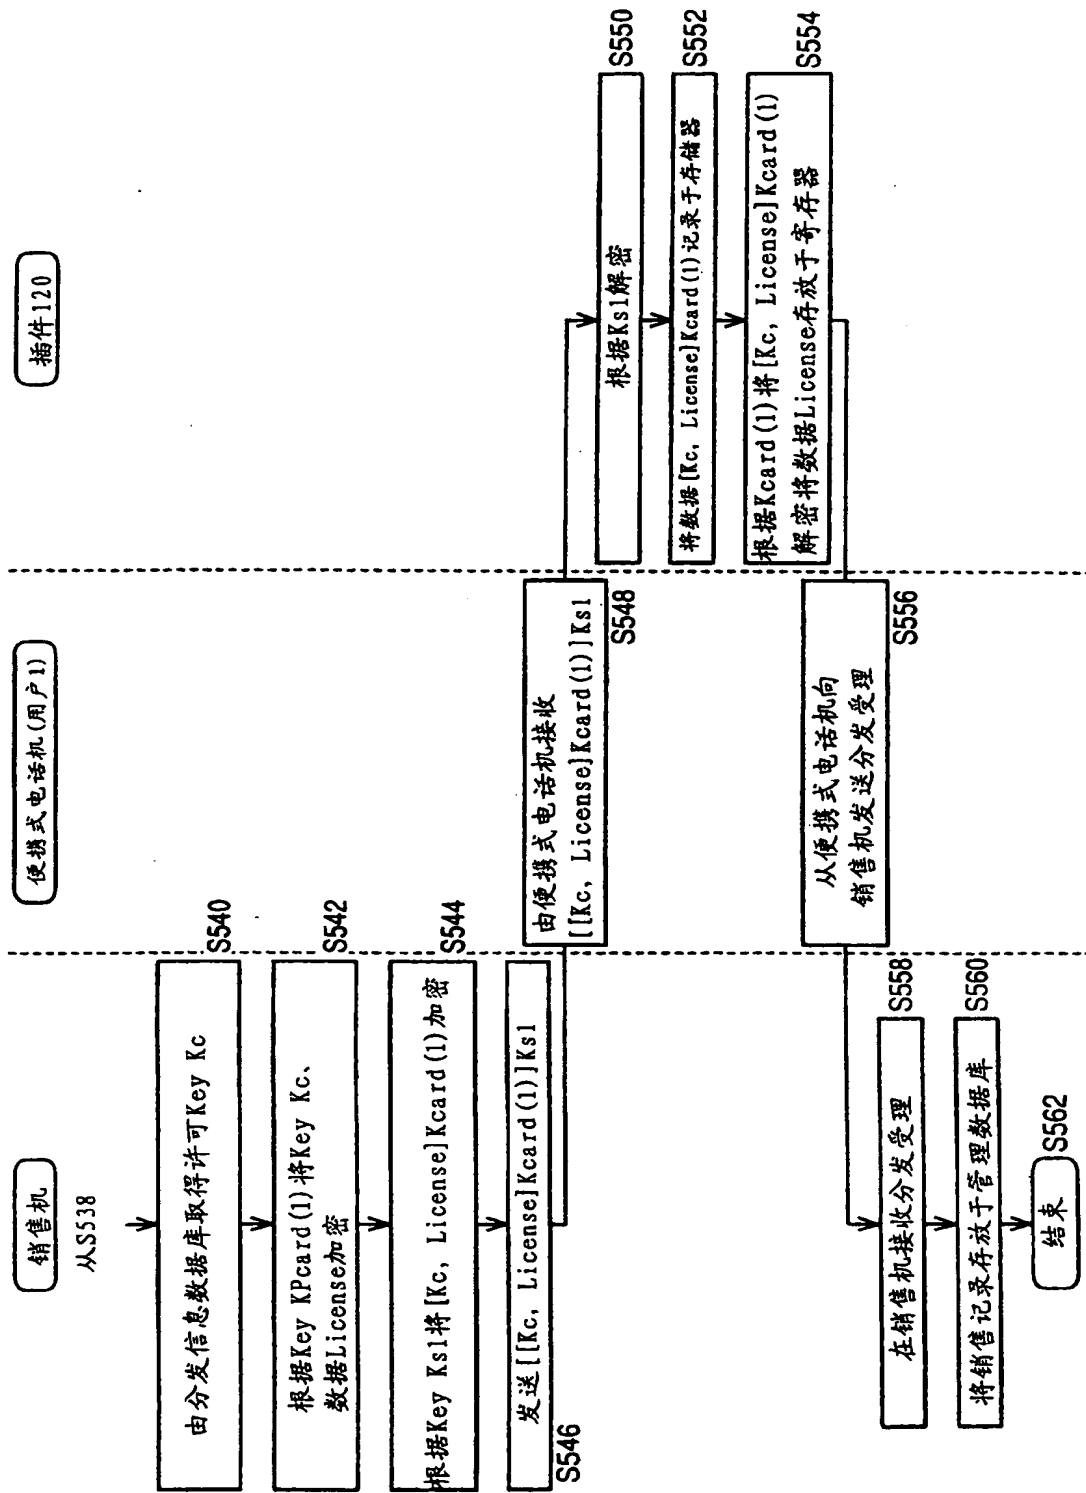 销售机
从S538
由分发信息数据库取得许可Key Kc
S540
根据Key KPcard(1)将Key Kc、
数据License加密
S542
根据Key Ks1将[Kc, License]Kcard(1)加密
S544
发送[[Kc, License]Kcard(1)]Ks1
S546
便携式电话机(用户1)
由便携式电话机接收
[[Kc, License]Kcard(1)]Ks1
S548
插件120
根据Ks1解密
S550
将数据[Kc, License]Kcard(1)记录于存储器
S552
根据Kcard(1)将[Kc, License]Kcard(1)
解密将数据License存放于寄存器
S554
从便携式电话机向
销售机发送分发受理
S556
在销售机接收分发受理
S558
将销售记录存放于管理数据库
S560
结束
S562